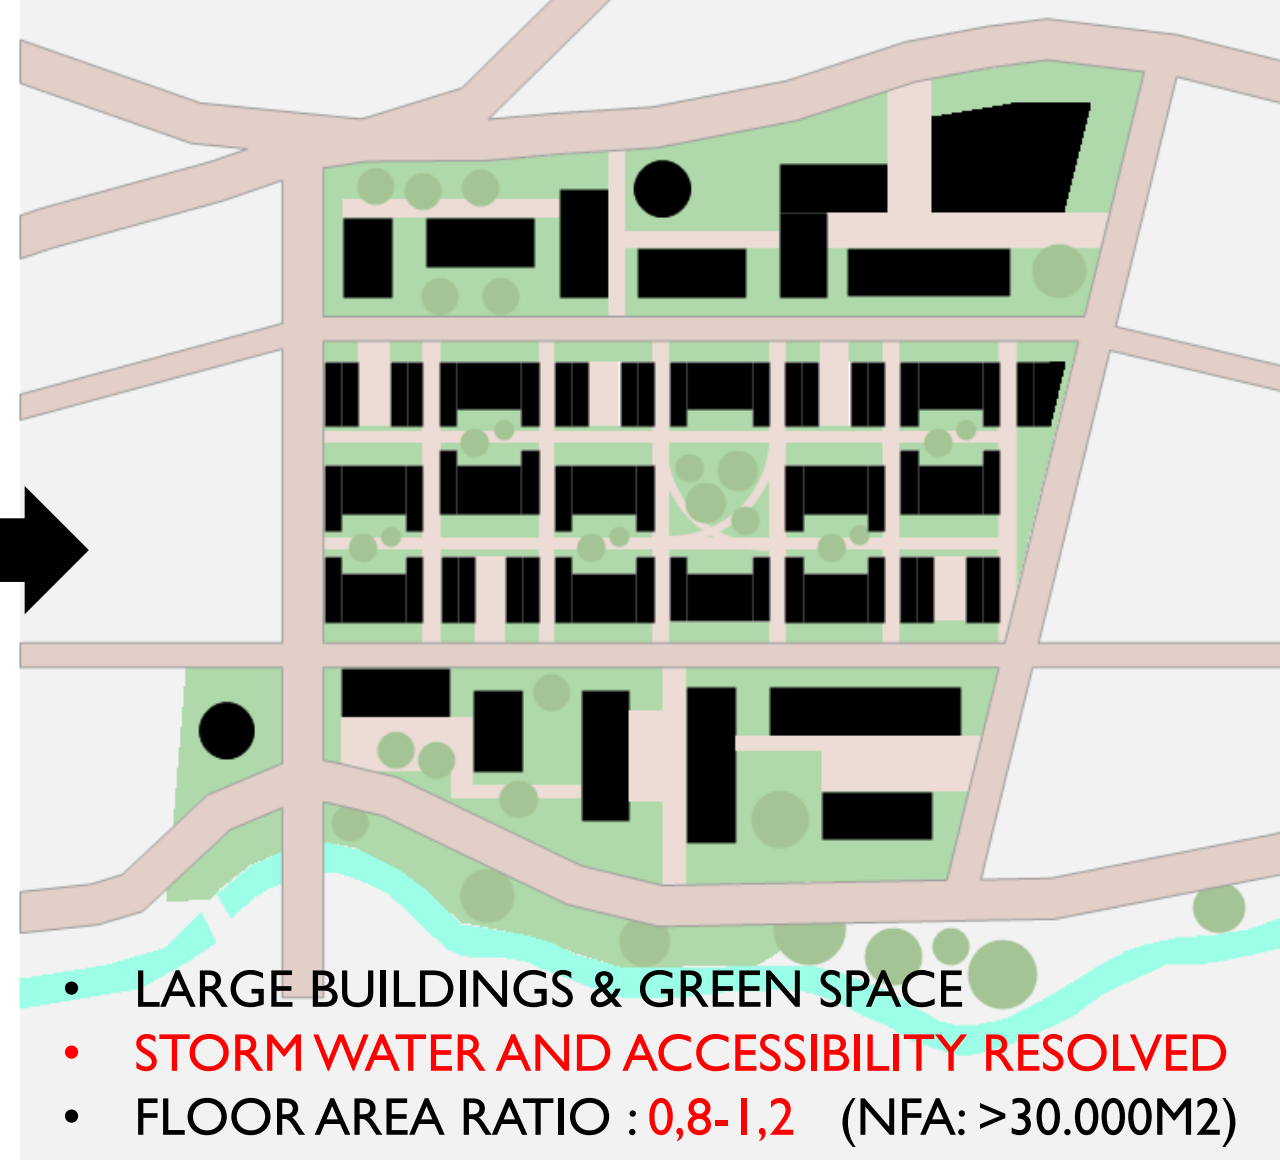 • LARGE BUILDINGS & GREEN SPACE
• STORM WATER AND ACCESSIBILITY RESOLVED
• FLOOR AREA RATIO : 0,8-1,2 (NFA: >30.000M2)